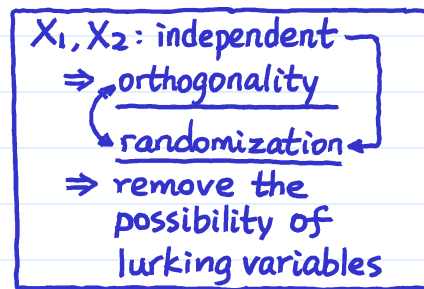 X₁, X₂: independent
⇒ orthogonality
randomization
⇒ remove the
possibility of
lurking variables